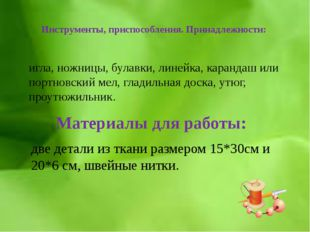 Инструменты, приспособления. Принадлежности:
игла, ножницы, булавки, линейка, карандаш или
портновский мел, гладильная доска, утюг,
проутюжильник.
Материалы для работы:
две детали из ткани размером 15*30см и
20*6 см, швейные нитки.